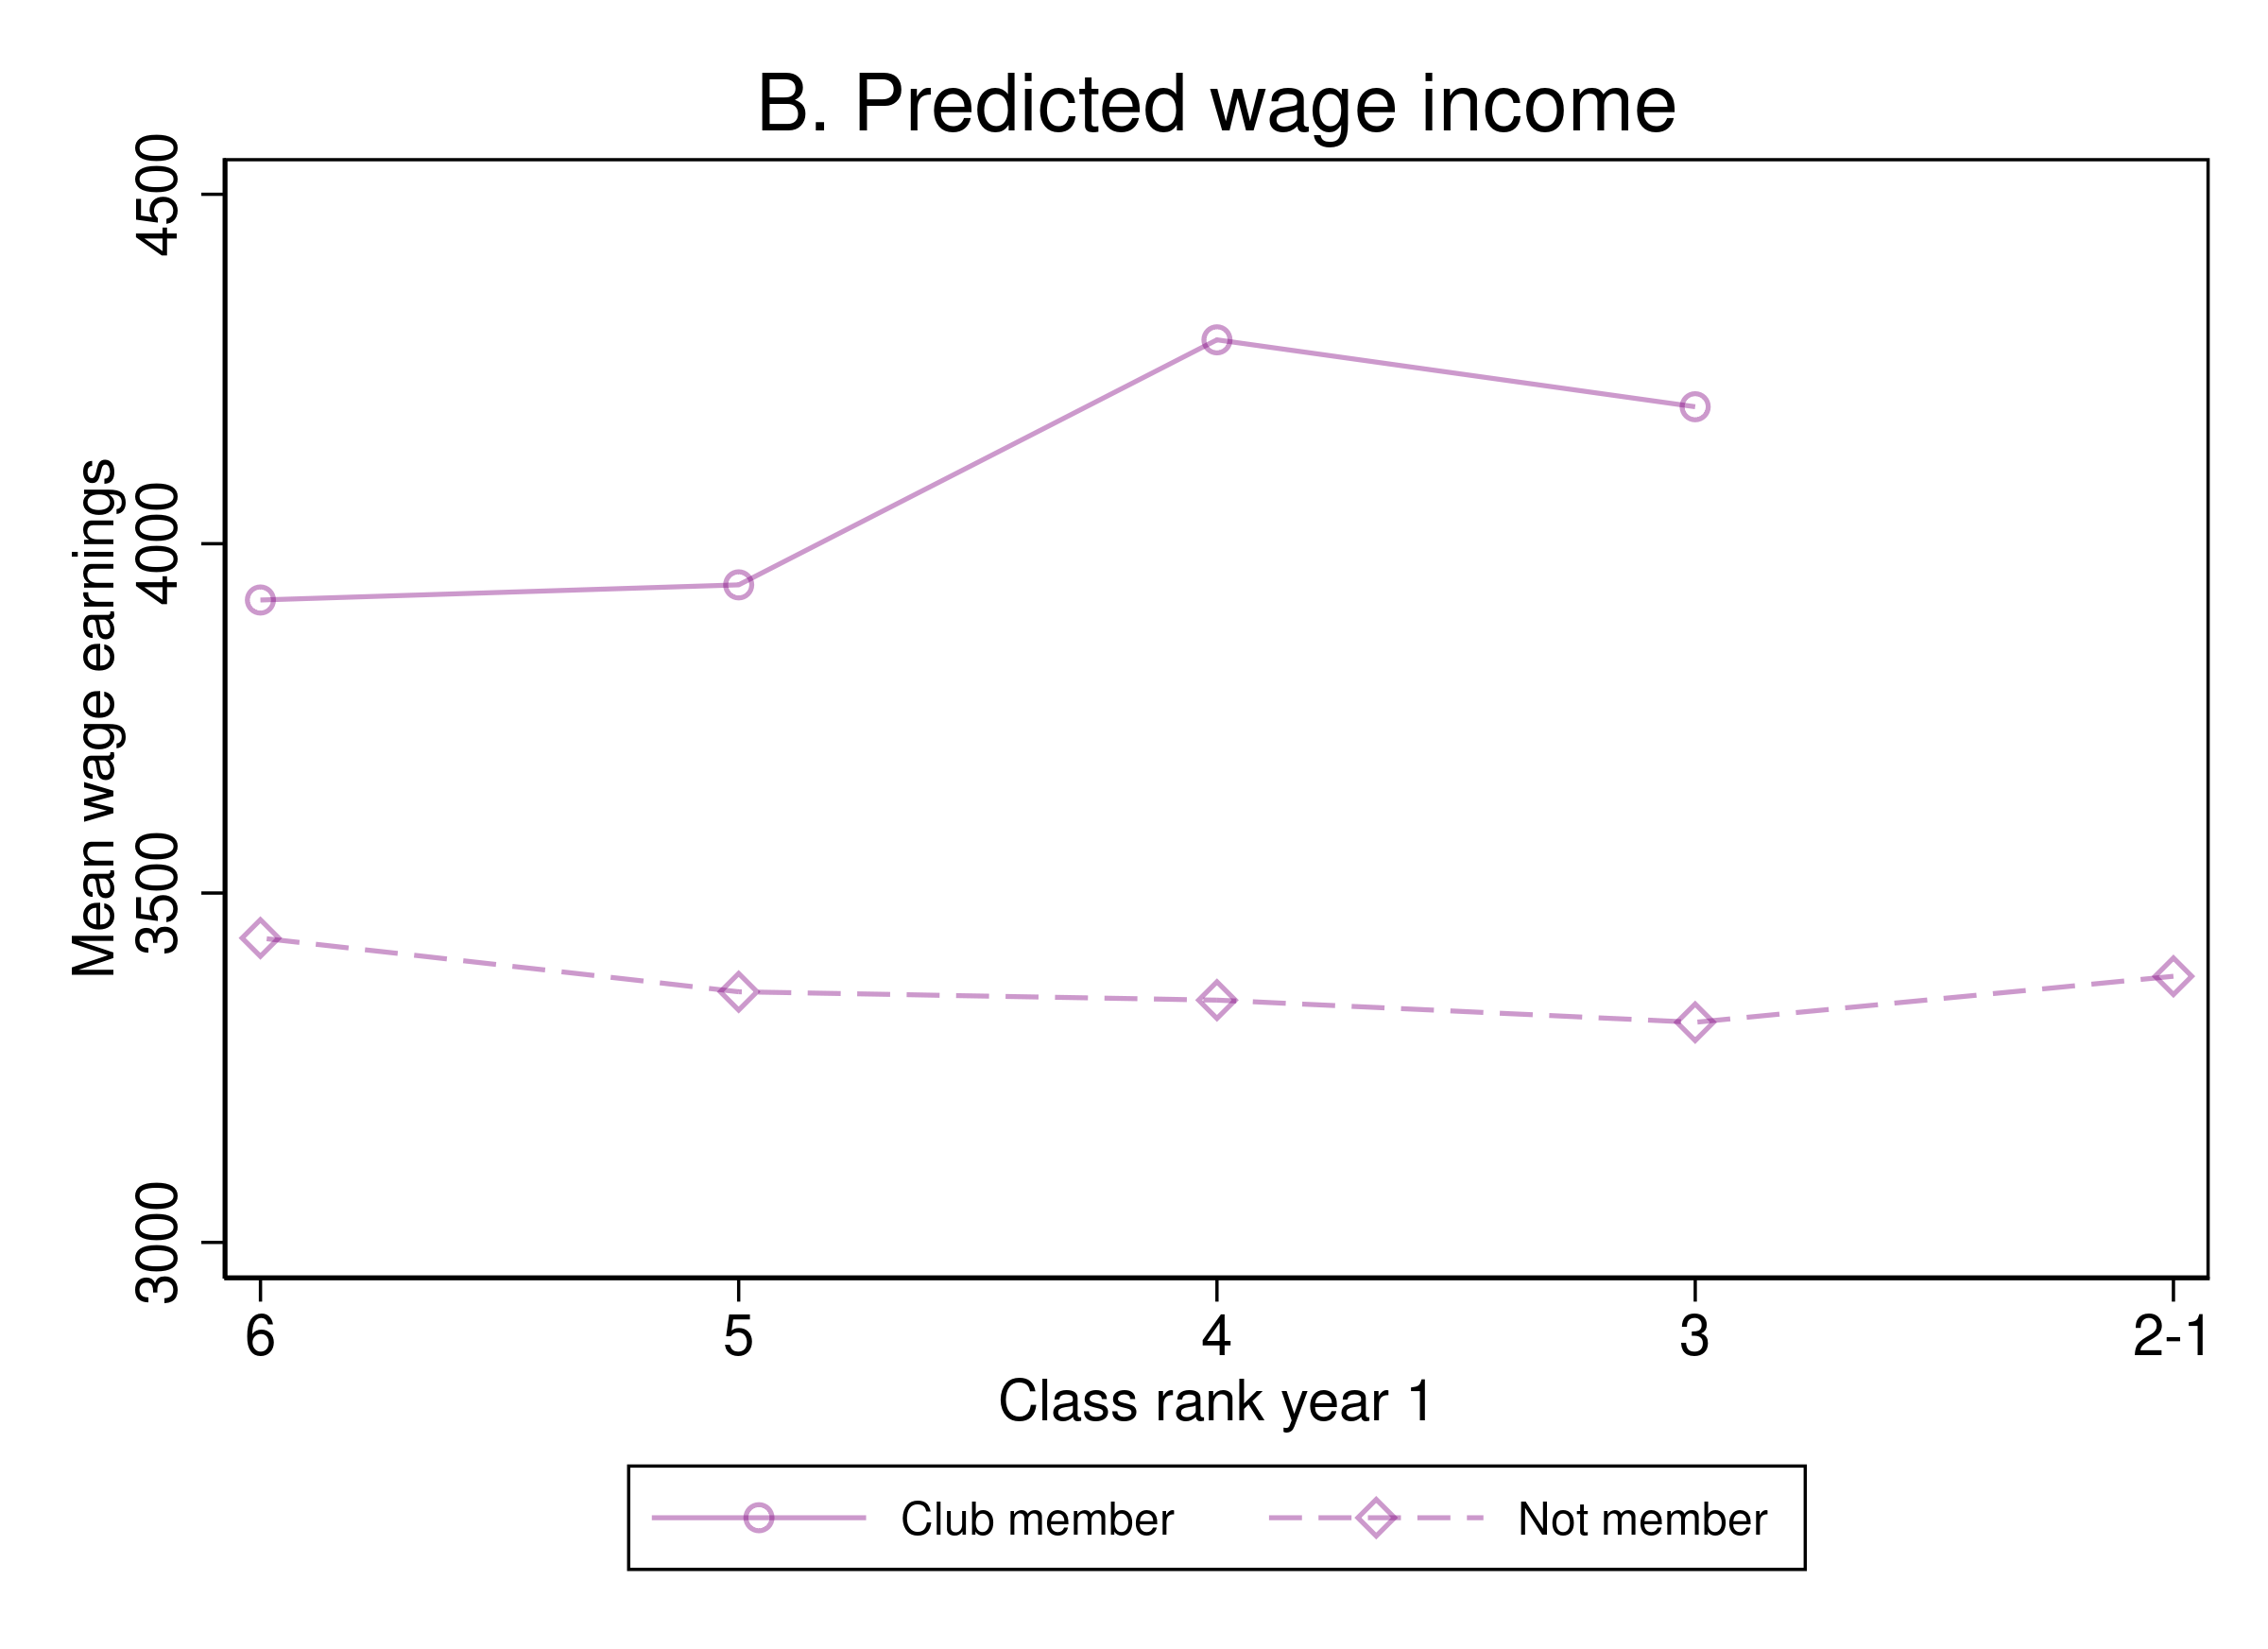 B. Predicted wage income
Mean wage earnings
4500
4000
3500
3000
6 5 4 3 2-1
Class rank year 1
Club member Not member